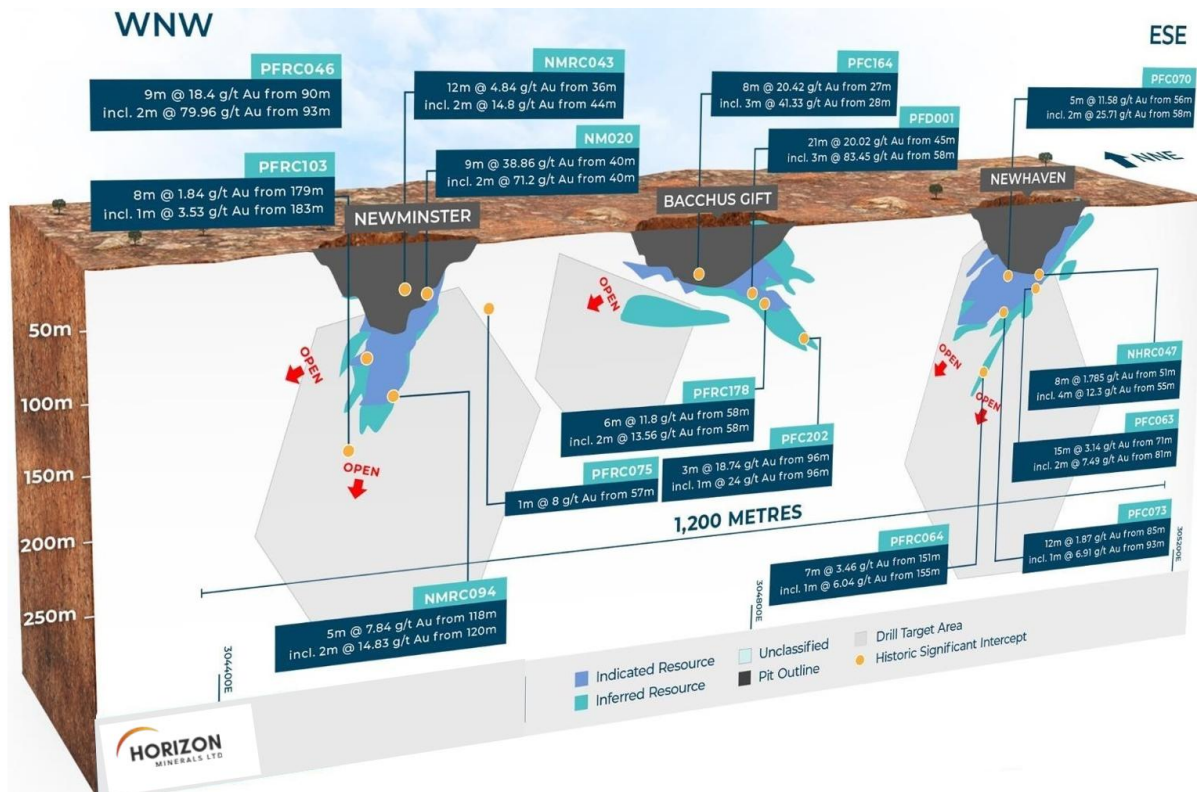 WNW
ESE
PFRC046
9m @ 18.4 g/t Au from 90m
incl. 2m @ 79.96 g/t Au from 93m
NMRC043
12m @ 4.84 g/t Au from 36m
incl. 2m @ 14.8 g/t Au from 44m
PFC164
8m @ 20.42 g/t Au from 27m
incl. 3m @ 41.33 g/t Au from 28m
PFC070
5m @ 11.58 g/t Au from 56m
incl. 2m @ 25.71 g/t Au from 58m
NM020
9m @ 38.86 g/t Au from 40m
incl. 2m @ 71.2 g/t Au from 40m
PFD001
21m @ 20.02 g/t Au from 45m
incl. 3m @ 83.45 g/t Au from 58m
NNE
PFRC103
8m @ 1.84 g/t Au from 179m
incl. 1m @ 3.53 g/t Au from 183m
NEWMINSTER
BACCHUS GIFT
NEWHAVEN
50m
100m
150m
200m
250m
OPEN
OPEN
OPEN
OPEN
OPEN
NHRC047
8m @ 1.785 g/t Au from 51m
incl. 4m @ 12.3 g/t Au from 55m
PFRC178
6m @ 11.8 g/t Au from 58m
incl. 2m @ 13.56 g/t Au from 58m
PFC063
15m @ 3.14 g/t Au from 71m
incl. 2m @ 7.49 g/t Au from 81m
PFC202
3m @ 18.74 g/t Au from 96m
incl. 1m @ 24 g/t Au from 96m
PFRC075
1m @ 8 g/t Au from 57m
1,200 METRES
PFC073
12m @ 1.87 g/t Au from 85m
incl. 1m @ 6.91 g/t Au from 93m
PFRC064
7m @ 3.46 g/t Au from 151m
incl. 1m @ 6.04 g/t Au from 155m
NMRC094
5m @ 7.84 g/t Au from 118m
incl. 2m @ 14.83 g/t Au from 120m
304400E
304800E
305200E
Indicated Resource
Inferred Resource
Unclassified
Pit Outline
Drill Target Area
Historic Significant Intercept
HORIZON
MINERALS LTD